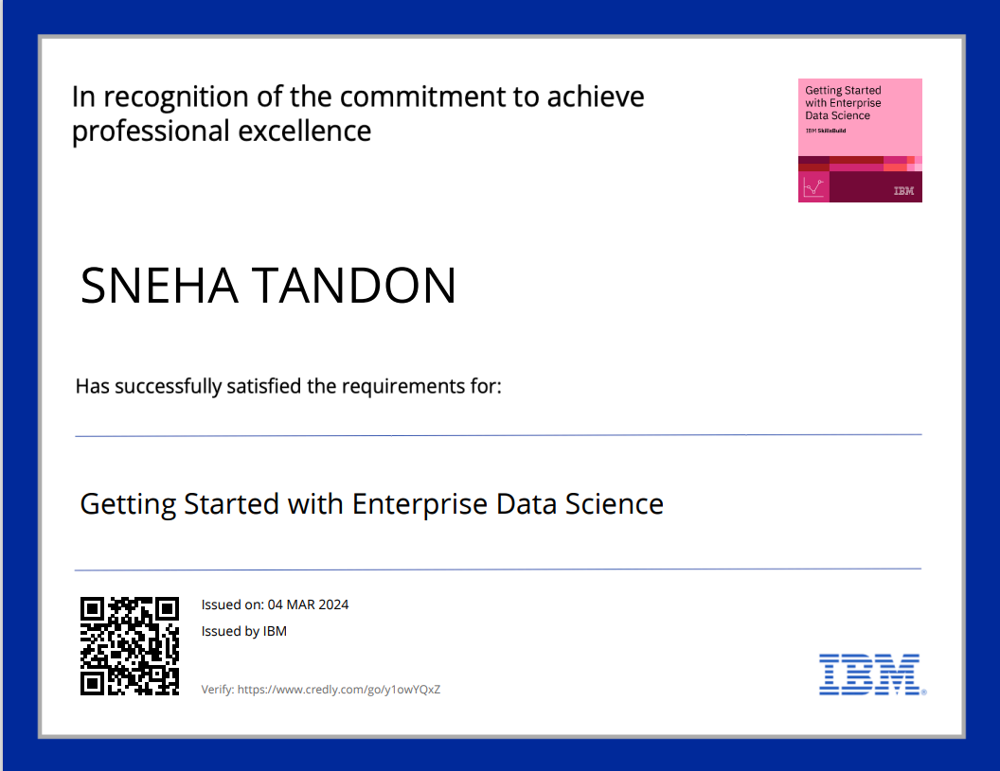 In recognition of the commitment to achieve
professional excellence
Getting Started
with Enterprise
Data Science
IBM SkillsBuild
IBM
SNEHA TANDON
Has successfully satisfied the requirements for:
Getting Started with Enterprise Data Science
Issued on: 04 MAR 2024
Issued by IBM
Verify: https://www.credly.com/go/y1owYQxZ
IBM®